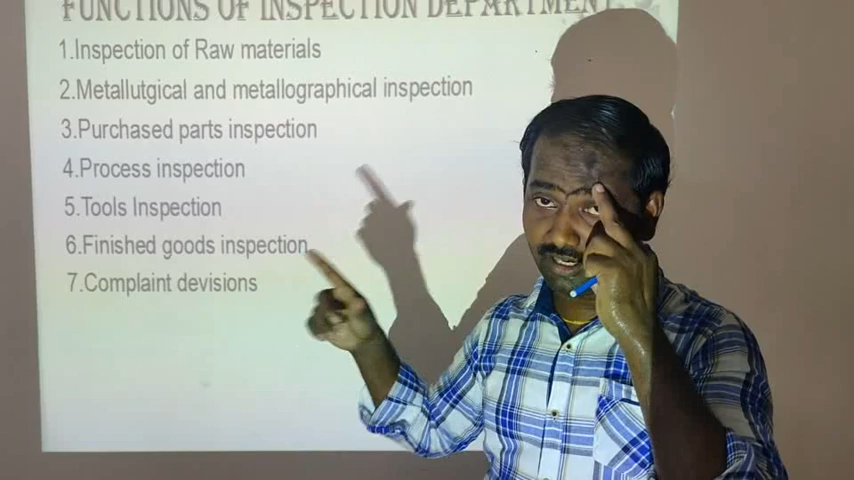 FUNCTIONS OF INSPECTION DEPARTMENT
1.Inspection of Raw materials
2.Metallutgical and metallographical inspection
3.Purchased parts inspection
4.Process inspection
5.Tools Inspection
6.Finished goods inspection
7.Complaint devisions